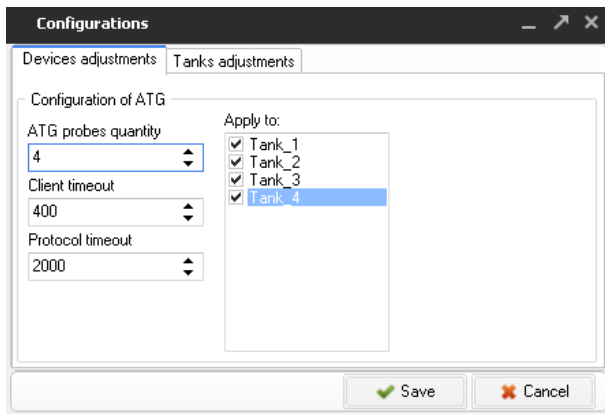 Configurations
Devices adjustments
Tanks adjustments
Configuration of ATG
ATG probes quantity
4
Client timeout
400
Protocol timeout
2000
Apply to:
Tank_1
Tank_2
Tank_3
Tank_4
Save
Cancel